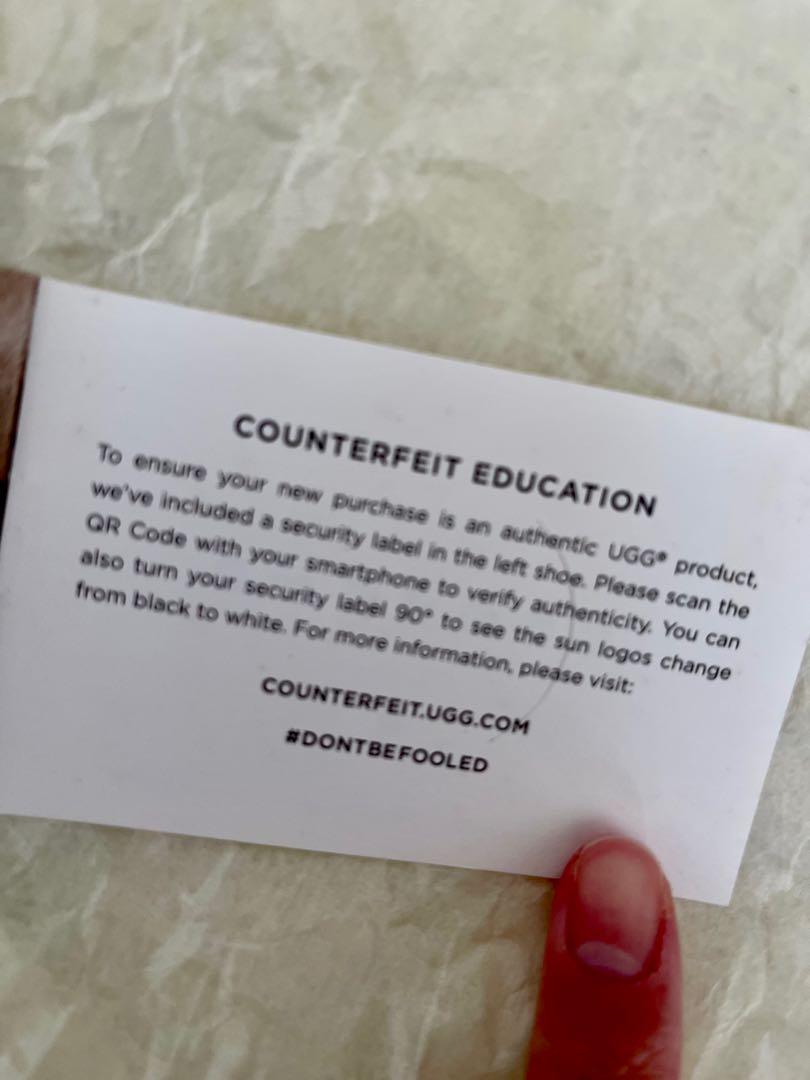 COUNTERFEIT EDUCATION
To ensure your new purchase is an authentic UGG® product,
we've included a security label in the left shoe. Please scan the
QR Code with your smartphone to verify authenticity. You can
also turn your security label 90° to see the sun logos change
from black to white. For more information, please visit:
COUNTERFEIT.UGG.COM
#DONTBEFOOLED